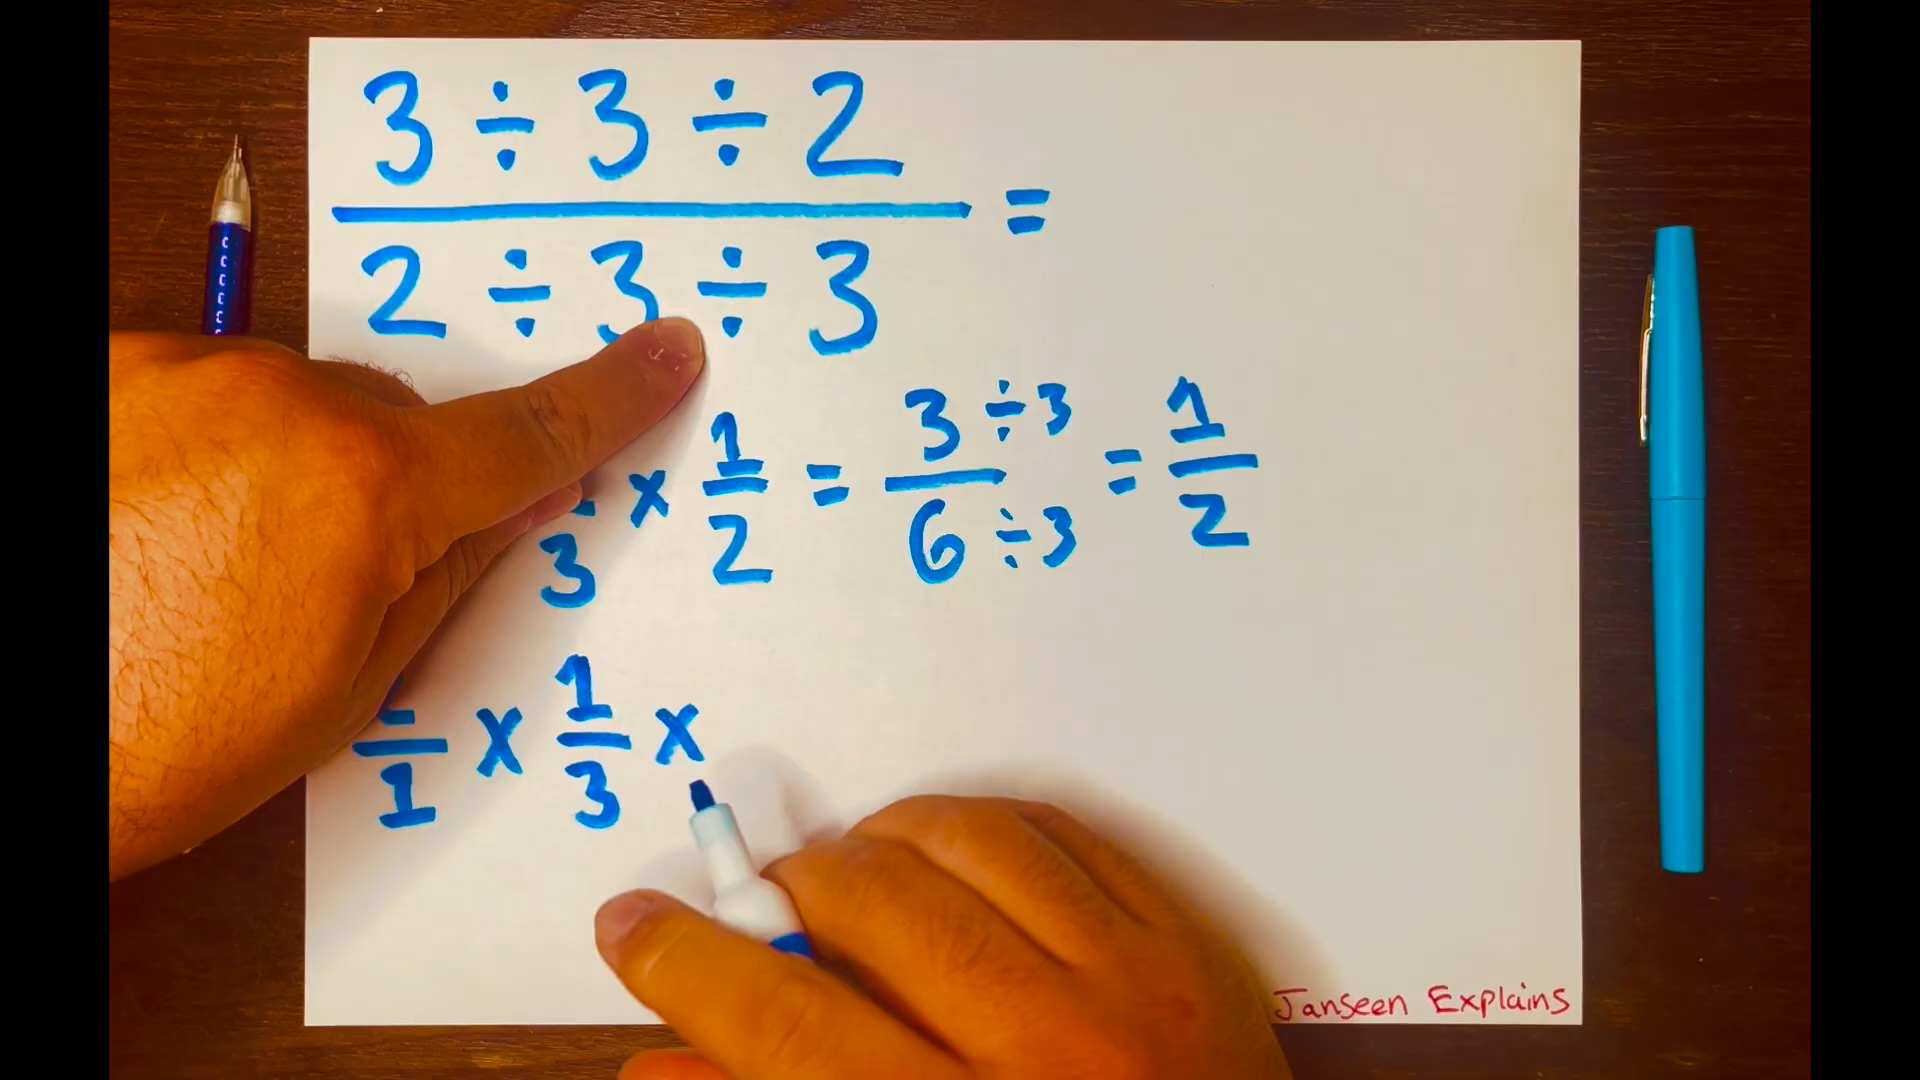 3 ÷ 3 ÷ 2
=
2 ÷ 3 ÷ 3
3 × 1/2 = 3 ÷3 / 6 ÷3 = 1/2
1 × 1/3 ×
Janseen Explains